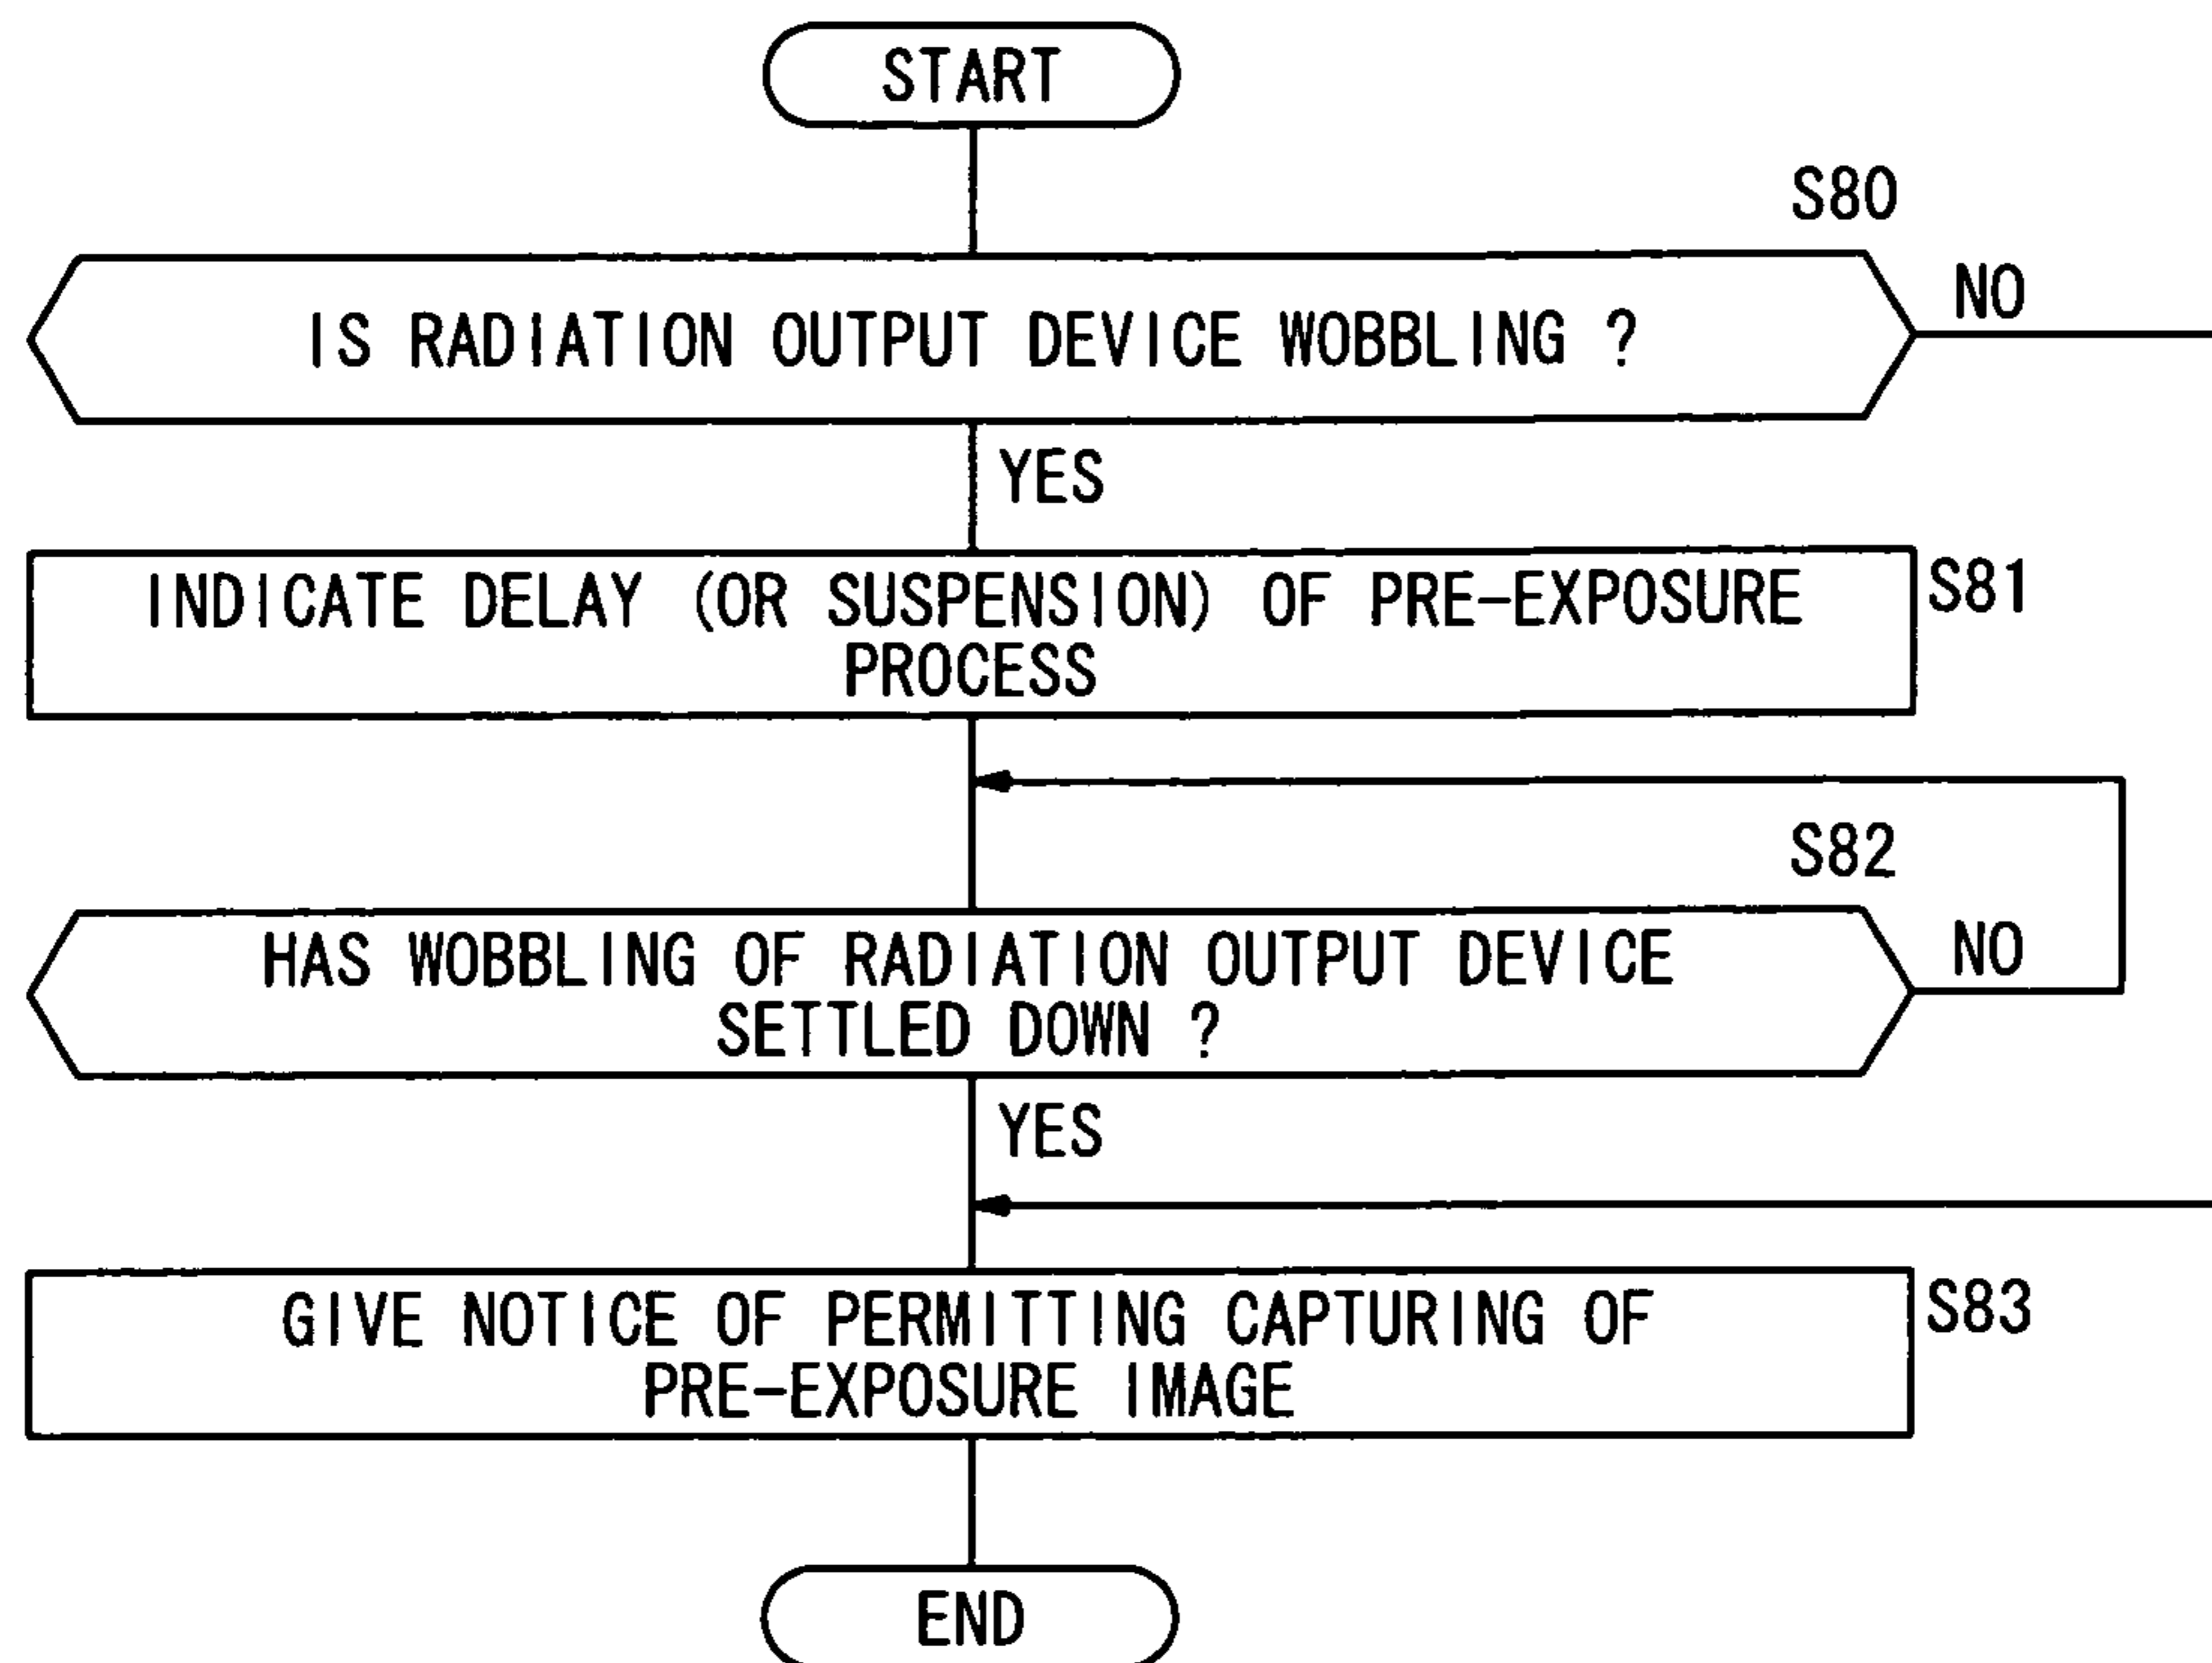 START
S80
IS RADIATION OUTPUT DEVICE WOBBLING ?
NO
YES
INDICATE DELAY (OR SUSPENSION) OF PRE-EXPOSURE
PROCESS
S81
S82
HAS WOBBLING OF RADIATION OUTPUT DEVICE
SETTLED DOWN ?
NO
YES
GIVE NOTICE OF PERMITTING CAPTURING OF
PRE-EXPOSURE IMAGE
S83
END